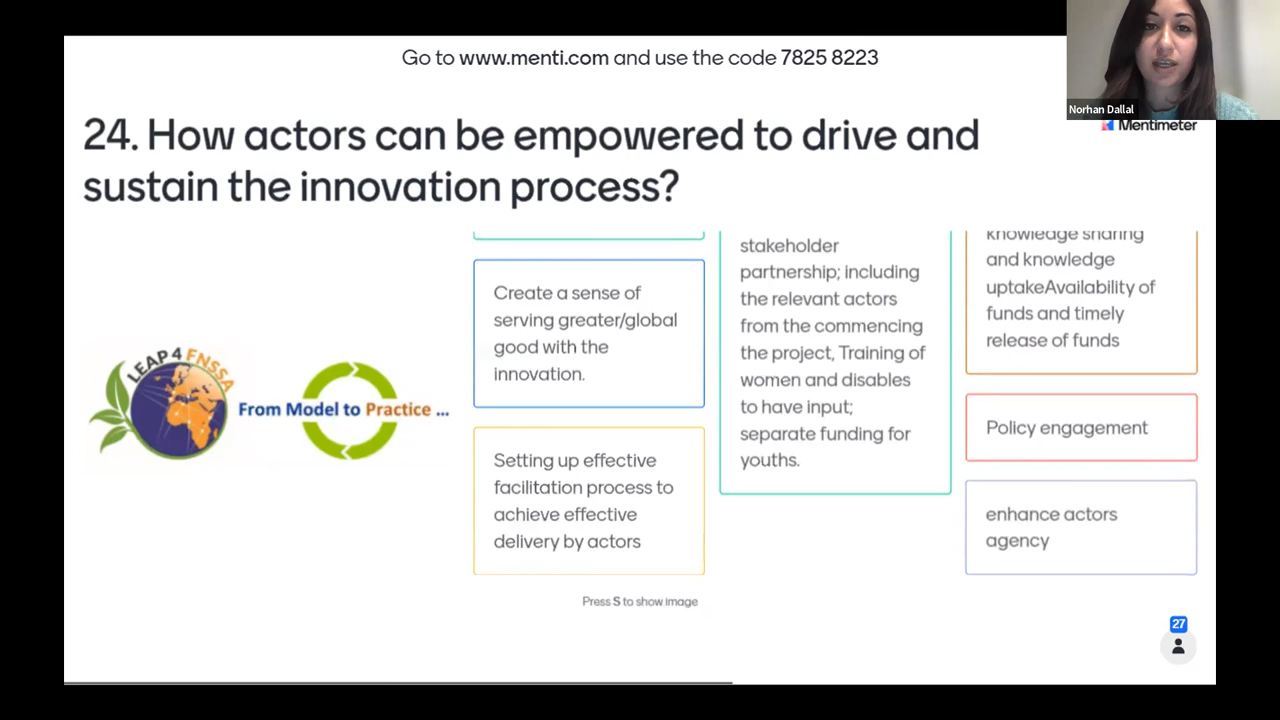 Go to www.menti.com and use the code 7825 8223
Norhan Dallal
Mentimeter
24. How actors can be empowered to drive and
sustain the innovation process?
LEAP4FNSSA
From Model to Practice ...
Create a sense of
serving greater/global
good with the
innovation.
Setting up effective
facilitation process to
achieve effective
delivery by actors
stakeholder
partnership; including
the relevant actors
from the commencing
the project, Training of
women and disables
to have input;
separate funding for
youths.
knowledge sharing
and knowledge
uptakeAvailability of
funds and timely
release of funds
Policy engagement
enhance actors
agency
Press S to show image
27